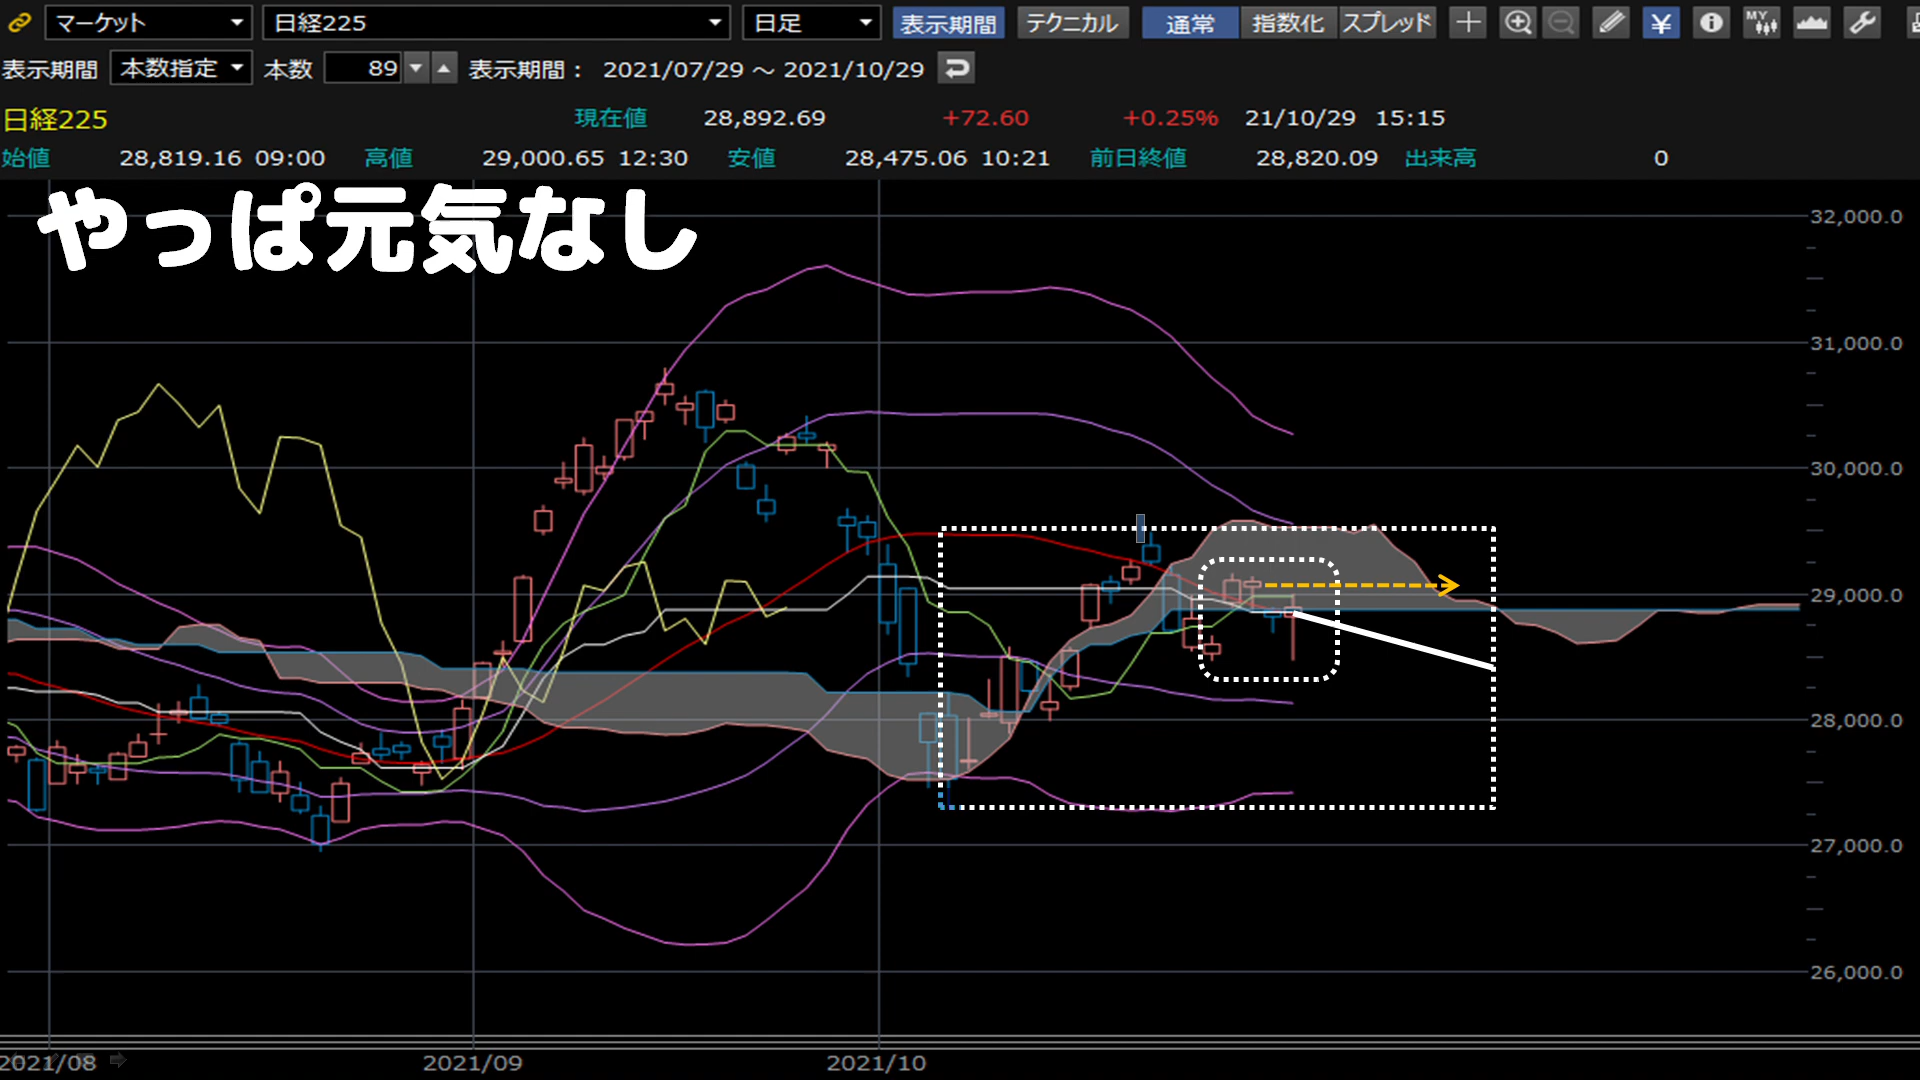 マーケット 日経225 日足 表示期間 テクニカル 通常 指数化 スプレッド ¥ MY
表示期間 本数指定 本数 89 表示期間： 2021/07/29 ～ 2021/10/29
日経225 現在値 28,892.69 +72.60 +0.25% 21/10/29 15:15
始値 28,819.16 09:00 高値 29,000.65 12:30 安値 28,475.06 10:21 前日終値 28,820.09 出来高 0
やっぱ元気なし
32,000.0
31,000.0
30,000.0
29,000.0
28,000.0
27,000.0
26,000.0
2021/08 2021/09 2021/10